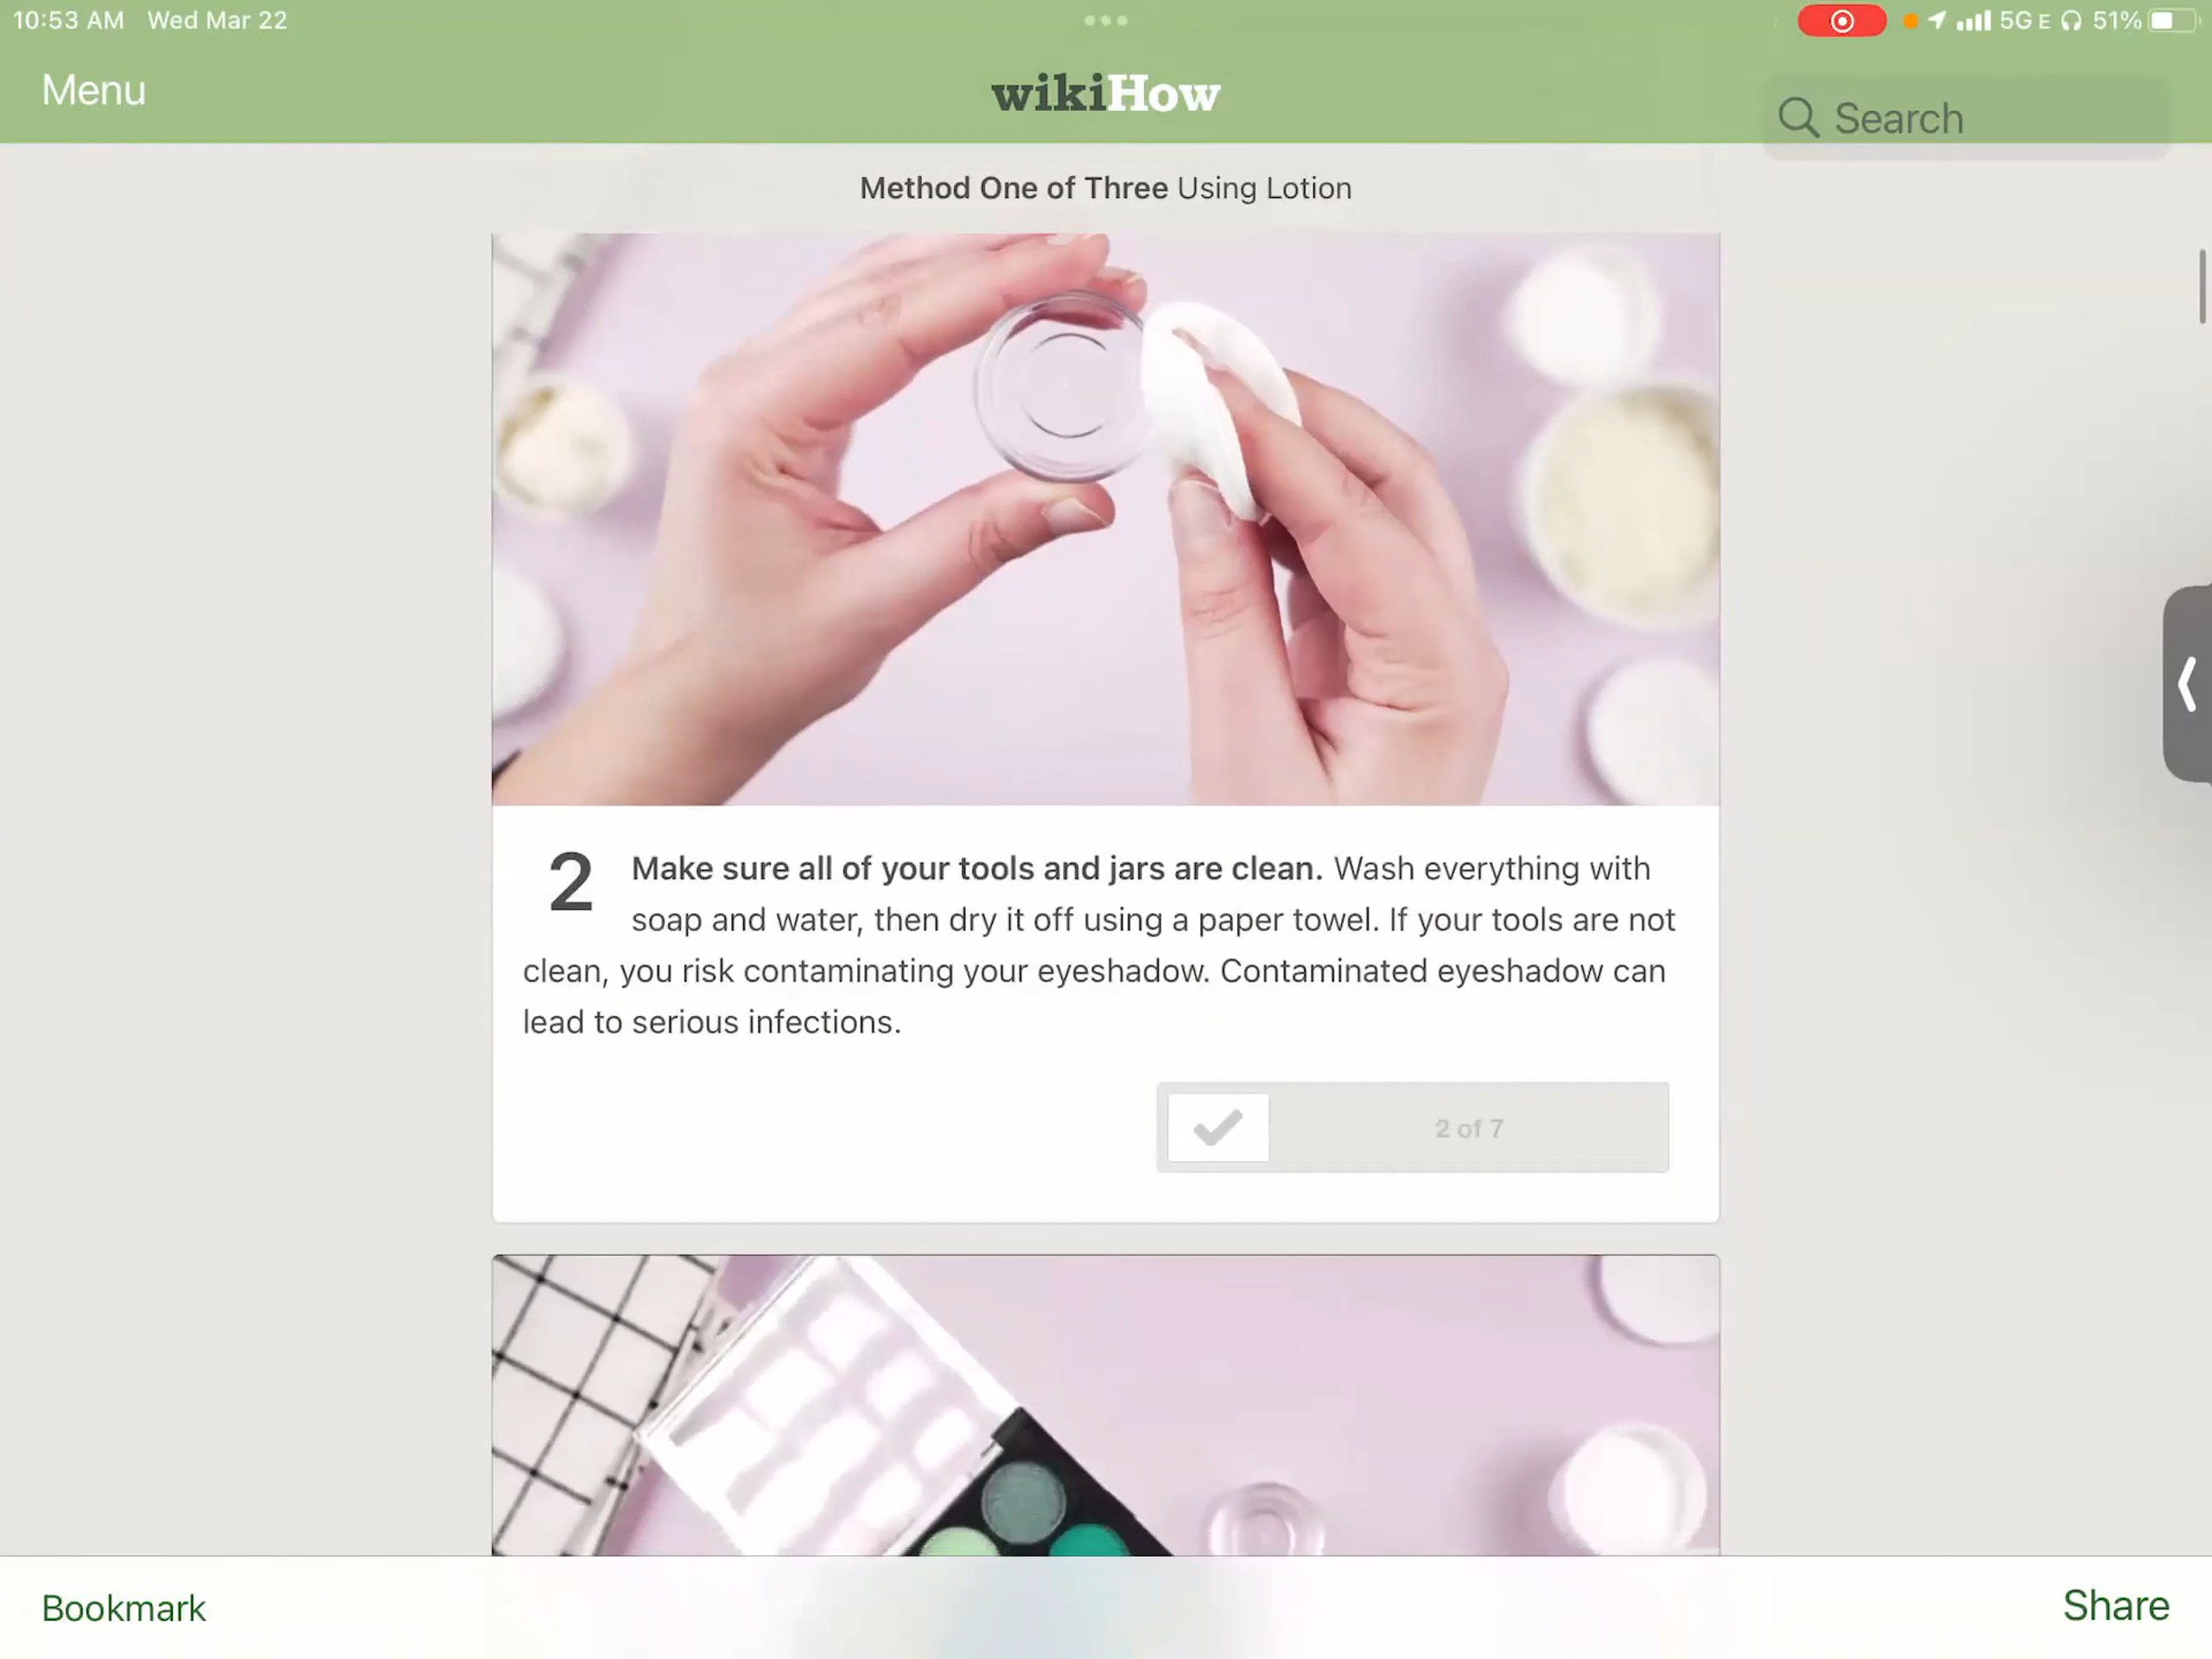 10:53 AM Wed Mar 22
5G E 51%
Menu
wikiHow
Search
Method One of Three Using Lotion
2 Make sure all of your tools and jars are clean. Wash everything with
soap and water, then dry it off using a paper towel. If your tools are not
clean, you risk contaminating your eyeshadow. Contaminated eyeshadow can
lead to serious infections.
2 of 7
Bookmark
Share